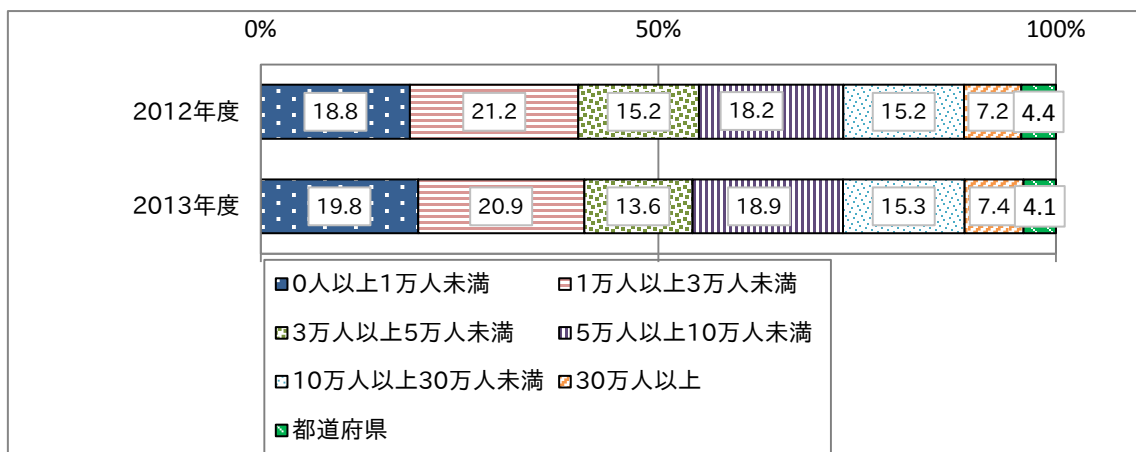 0% 50% 100%
2012年度 18.8 21.2 15.2 18.2 15.2 7.2 4.4
2013年度 19.8 20.9 13.6 18.9 15.3 7.4 4.1
0人以上1万人未満 1万人以上3万人未満
3万人以上5万人未満 5万人以上10万人未満
10万人以上30万人未満 30万人以上
都道府県